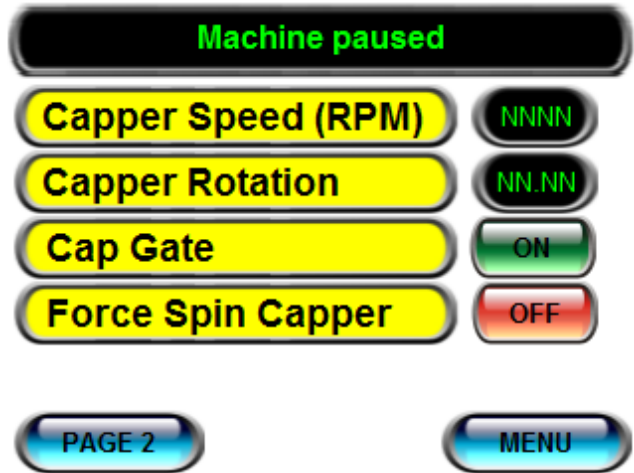 Machine paused
Capper Speed (RPM) NNNN
Capper Rotation NN.NN
Cap Gate ON
Force Spin Capper OFF
PAGE 2 MENU